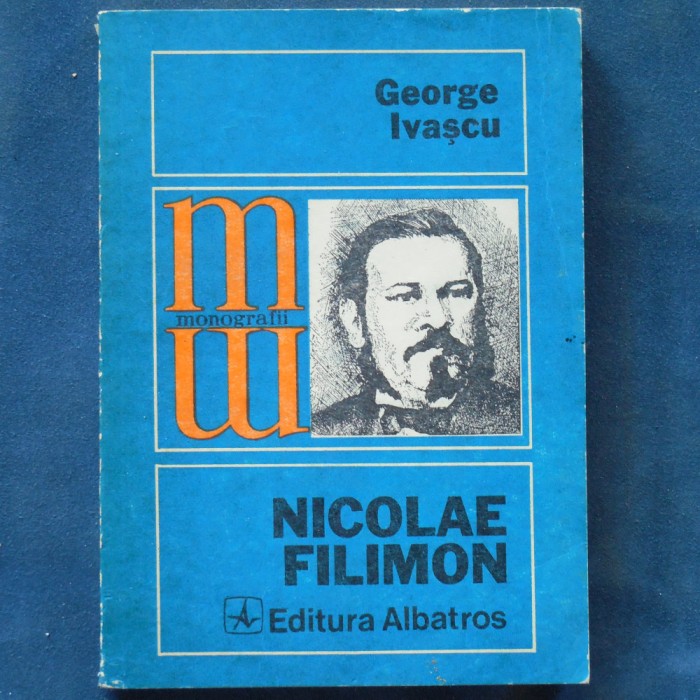 George
Ivașcu
m
monografii
m
NICOLAE
FILIMON
Editura Albatros